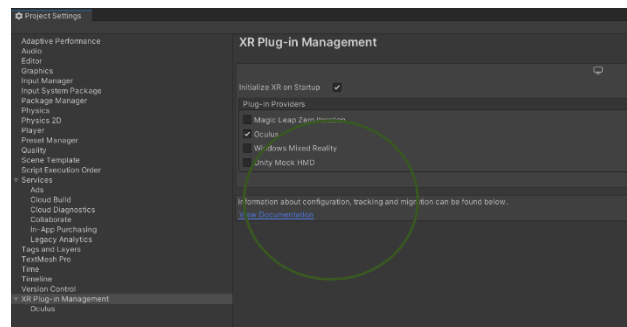 Project Settings
Adaptive Performance
Audio
Editor
Graphics
Input Manager
Input System Package
Package Manager
Physics
Physics 2D
Player
Preset Manager
Quality
Scene Template
Script Execution Order
Services
Ads
Cloud Build
Cloud Diagnostics
Collaborate
In-App Purchasing
Legacy Analytics
Tags and Layers
TextMesh Pro
Time
Timeline
Version Control
XR Plug-in Management
Oculus
XR Plug-in Management
Initialize XR on Startup
Plug-in Providers
Magic Leap Zero Iteration
Oculus
Windows Mixed Reality
Unity Mock HMD
Information about configuration, tracking and migration can be found below.
View Documentation